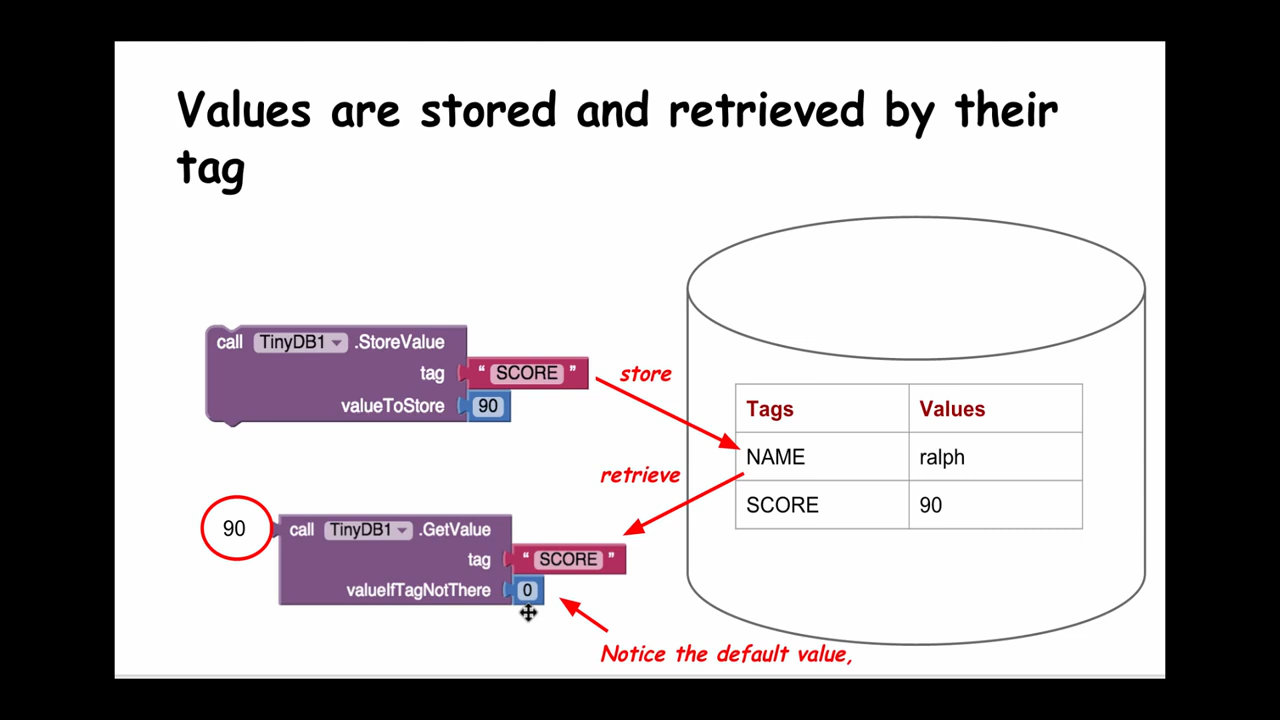 Values are stored and retrieved by their
tag
call TinyDB1 .StoreValue
tag " SCORE "
valueToStore 90
store
retrieve
Tags Values
NAME ralph
SCORE 90
90
call TinyDB1 .GetValue
tag " SCORE "
valueIfTagNotThere 0
Notice the default value,